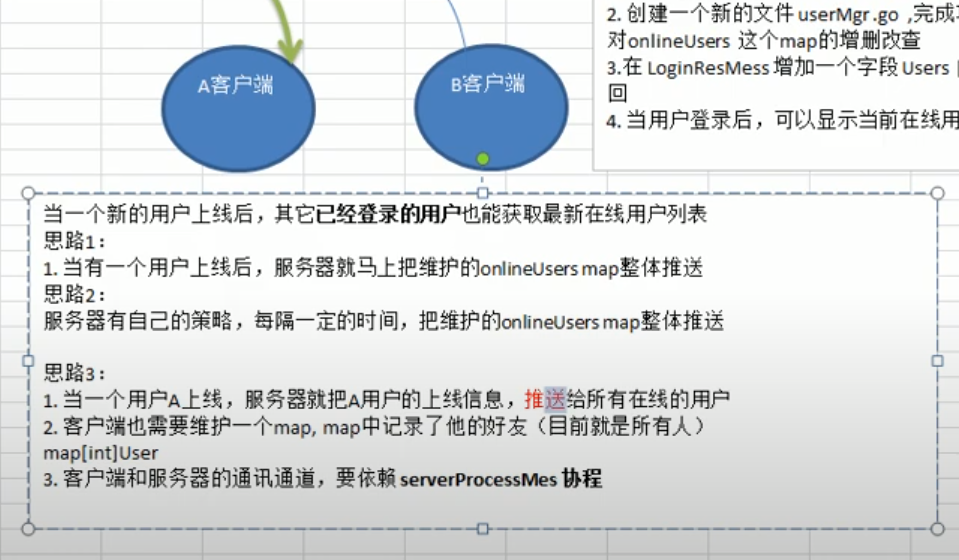 A客户端
B客户端
2. 创建一个新的文件 userMgr.go ,完成
对onlineUsers 这个map的增删改查
3.在 LoginResMess 增加一个字段 Users
回
4. 当用户登录后，可以显示当前在线用
当一个新的用户上线后，其它已经登录的用户也能获取最新在线用户列表
思路1：
1. 当有一个用户上线后，服务器就马上把维护的onlineUsers map整体推送
思路2：
服务器有自己的策略，每隔一定的时间，把维护的onlineUsers map整体推送
思路3：
1. 当一个用户A上线，服务器就把A用户的上线信息，推送给所有在线的用户
2. 客户端也需要维护一个map, map中记录了他的好友（目前就是所有人）
map[int]User
3. 客户端和服务器的通讯通道，要依赖 serverProcessMes 协程